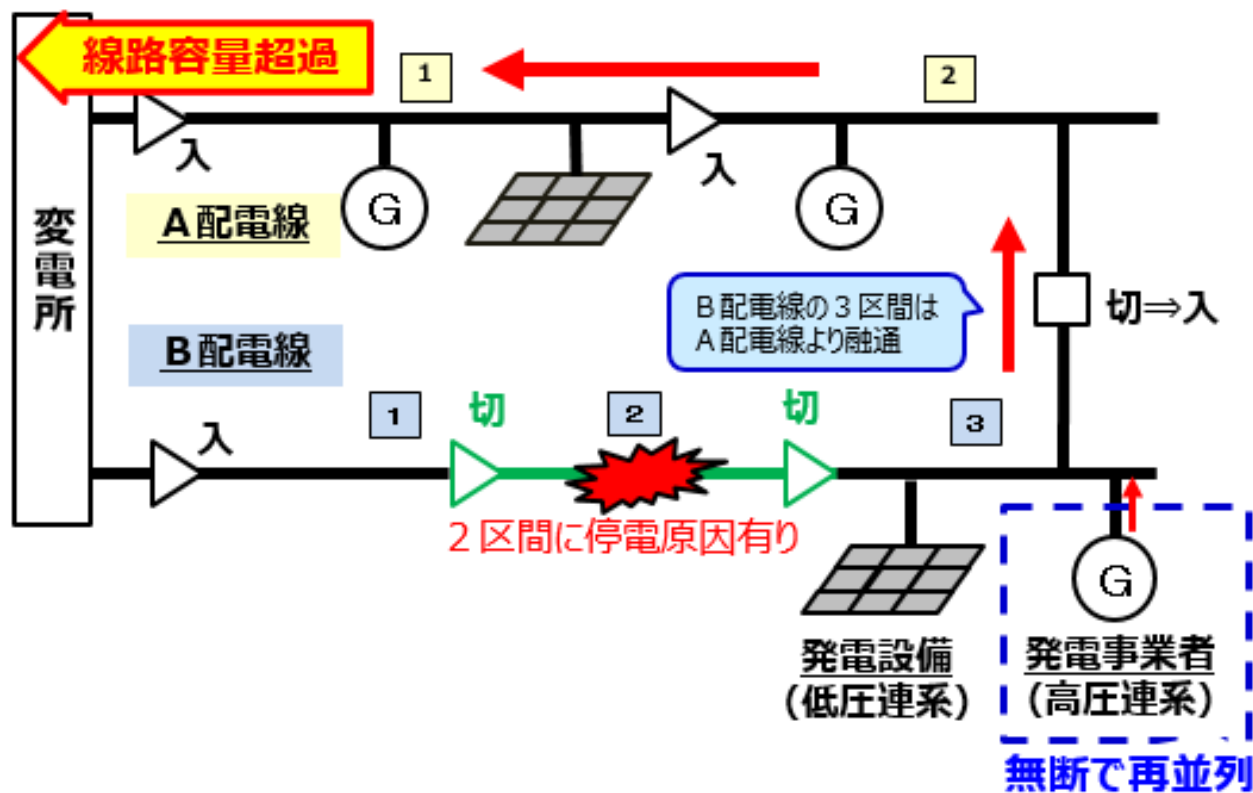 線路容量超過
1
2
入
入
A配電線
G
G
変電所
B配電線の3区間は
A配電線より融通
切⇒入
B配電線
1
切
2
切
3
入
2区間に停電原因有り
G
発電設備
(低圧連系)
発電事業者
(高圧連系)
無断で再並列